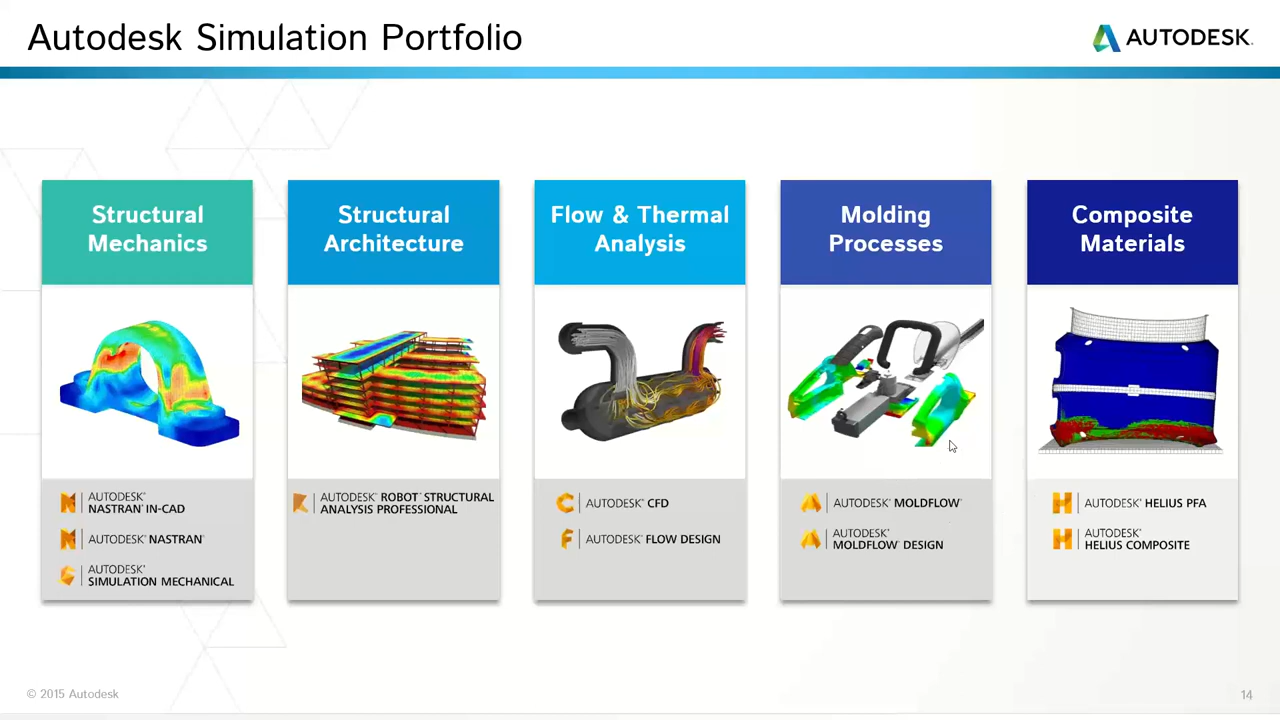 Autodesk Simulation Portfolio
AUTODESK.
Structural
Mechanics
Structural
Architecture
Flow & Thermal
Analysis
Molding
Processes
Composite
Materials
AUTODESK®
NASTRAN® IN-CAD
AUTODESK® NASTRAN®
AUTODESK®
SIMULATION MECHANICAL
AUTODESK® ROBOT™ STRUCTURAL
ANALYSIS PROFESSIONAL
AUTODESK® CFD
AUTODESK® FLOW DESIGN
AUTODESK® MOLDFLOW®
AUTODESK®
MOLDFLOW® DESIGN
AUTODESK® HELIUS PFA
AUTODESK®
HELIUS COMPOSITE
© 2015 Autodesk
14